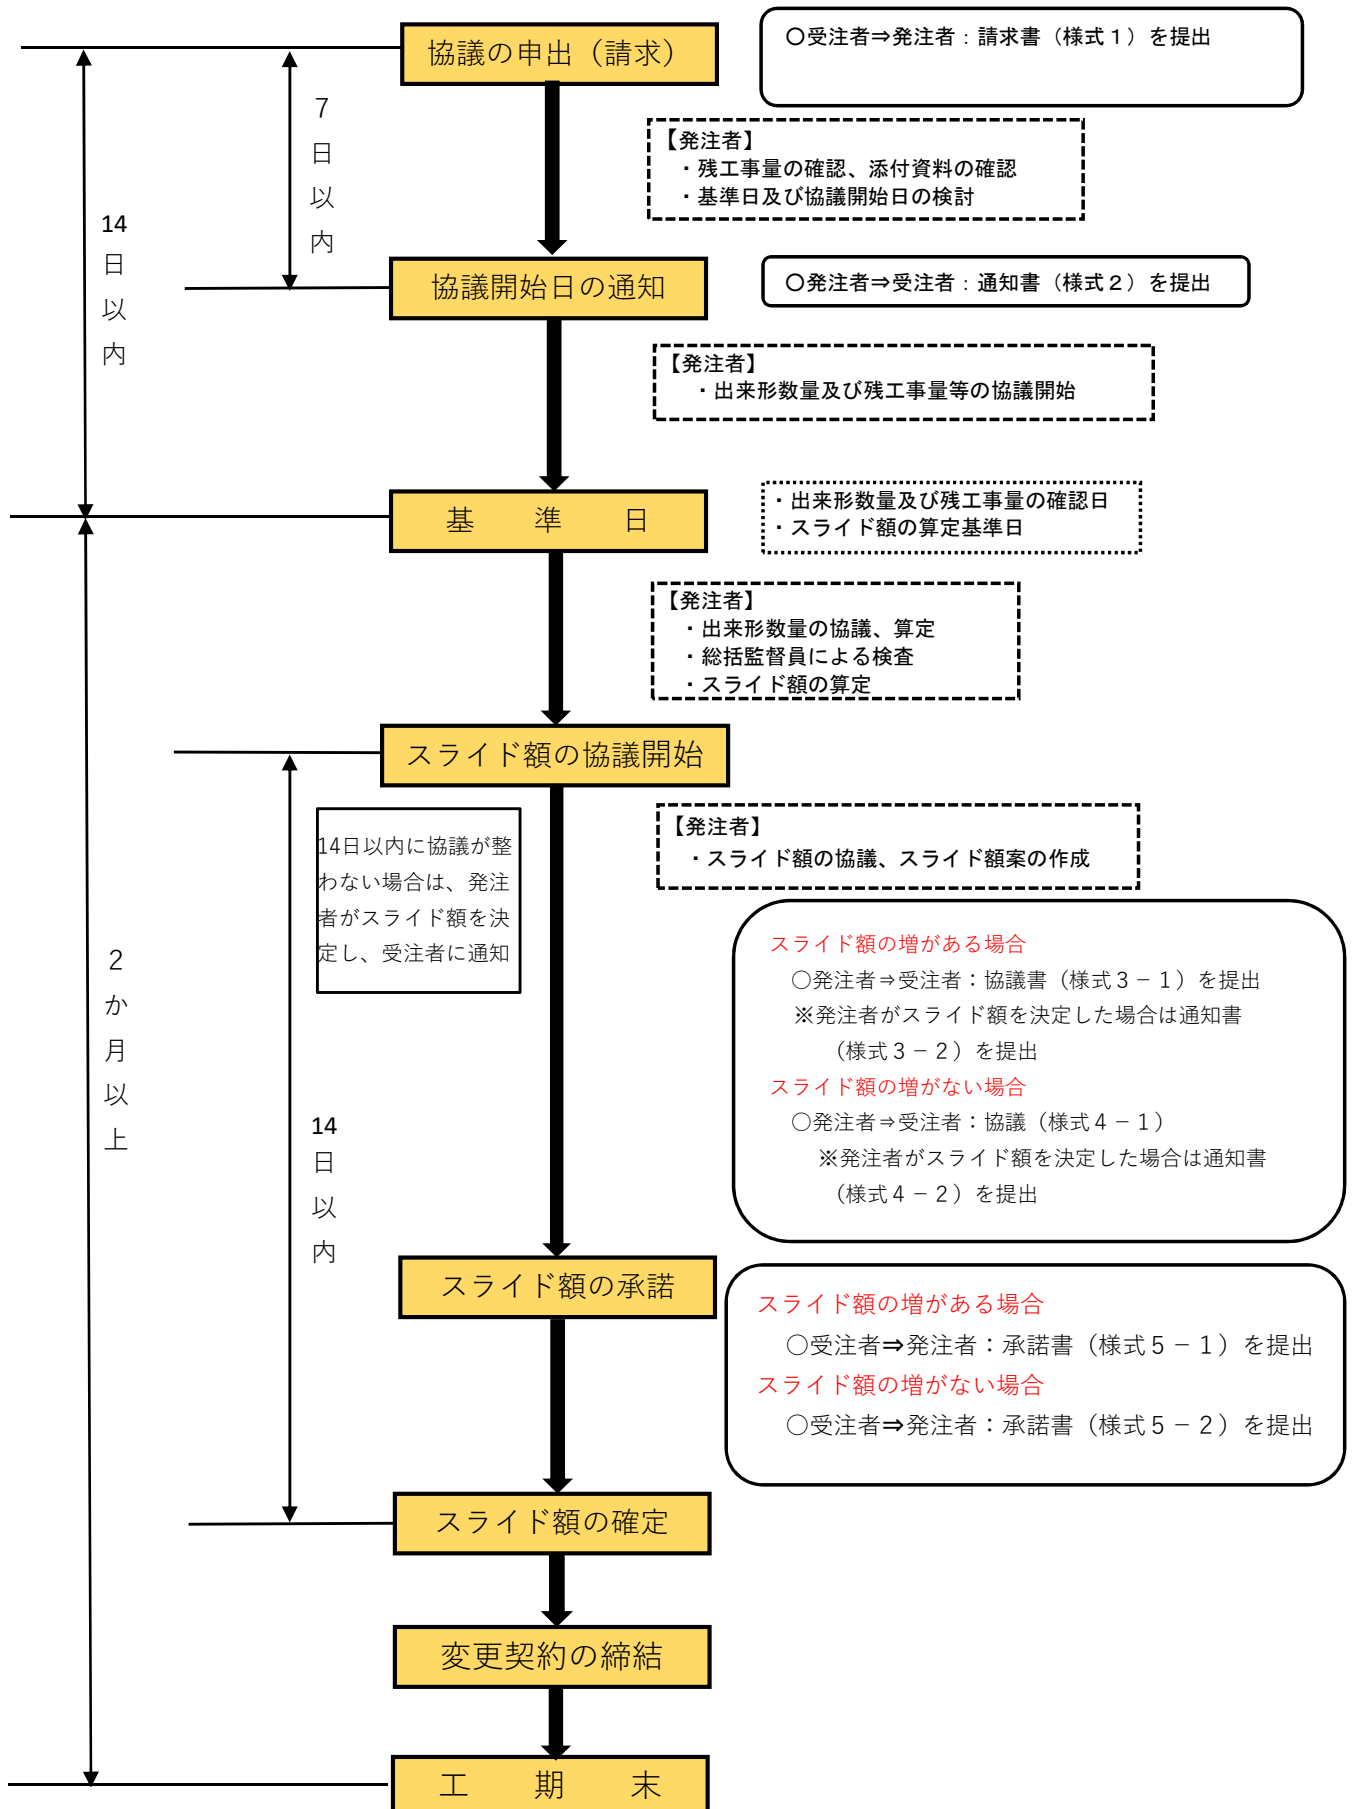 協議の申出（請求）
○受注者⇒発注者：請求書（様式１）を提出
7
日
以
内
【発注者】
・残工事量の確認、添付資料の確認
・基準日及び協議開始日の検討
14
日
以
内
協議開始日の通知
○発注者⇒受注者：通知書（様式２）を提出
【発注者】
・出来形数量及び残工事量等の協議開始
基　準　日
・出来形数量及び残工事量の確認日
・スライド額の算定基準日
【発注者】
・出来形数量の協議、算定
・総括監督員による検査
・スライド額の算定
スライド額の協議開始
14日以内に協議が整
わない場合は、発注
者がスライド額を決
定し、受注者に通知
【発注者】
・スライド額の協議、スライド額案の作成
スライド額の増がある場合
○発注者⇒受注者：協議書（様式３－１）を提出
※発注者がスライド額を決定した場合は通知書
（様式３－２）を提出
スライド額の増がない場合
○発注者⇒受注者：協議（様式４－１）
※発注者がスライド額を決定した場合は通知書
（様式４－２）を提出
2
か
月
以
上
14
日
以
内
スライド額の承諾
スライド額の増がある場合
○受注者⇒発注者：承諾書（様式５－１）を提出
スライド額の増がない場合
○受注者⇒発注者：承諾書（様式５－２）を提出
スライド額の確定
変更契約の締結
工　期　末